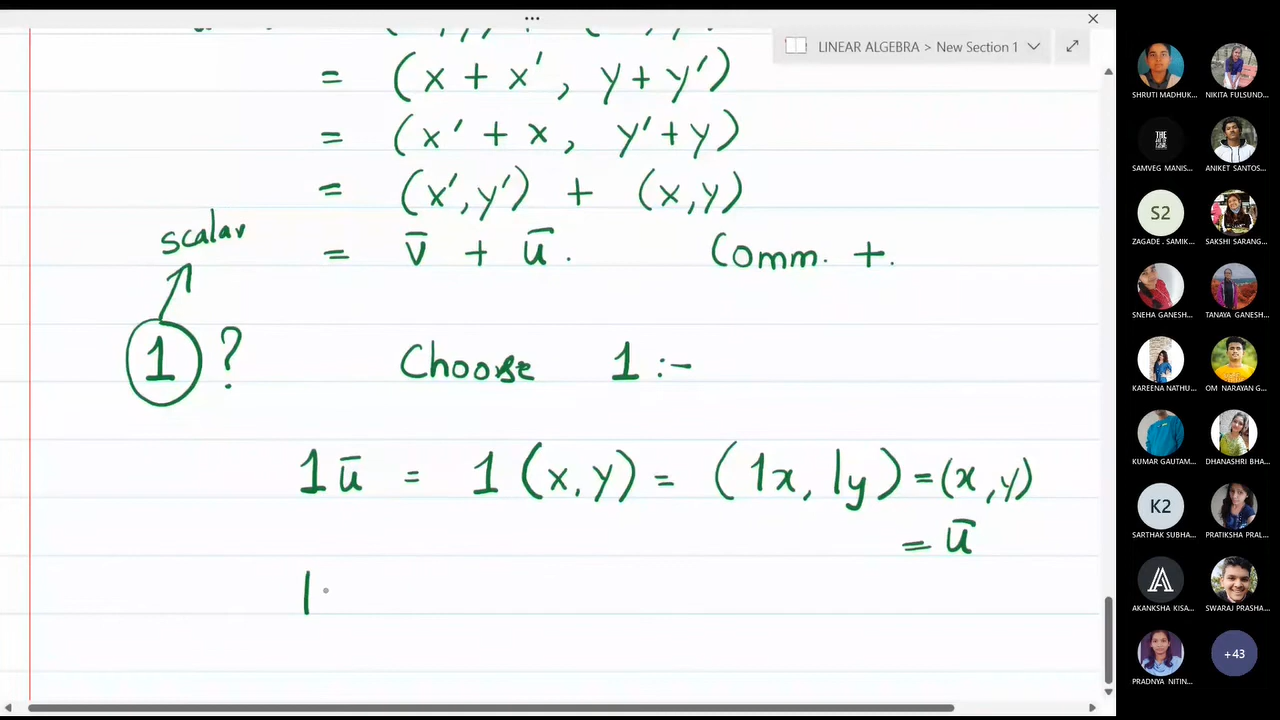 LINEAR ALGEBRA > New Section 1
= (x + x', y + y')
= (x' + x, y' + y)
= (x', y') + (x, y)
scalar
= v̄ + ū. Comm. +.
1 ? Choose 1 :-
1ū = 1 (x, y) = (1x, 1y) = (x, y)
= ū
SHRUTI MADHUK... NIKITA FULSUND...
SAMVEG MANIS... ANIKET SANTOS...
S2
ZAGADE . SAMIK... SAKSHI SARANG...
SNEHA GANESH... TANAYA GANESH...
KAREENA NATHU... OM NARAYAN G...
KUMAR GAUTAM... DHANASHRI BHA...
K2
SARTHAK SUBHA... PRATIKSHA PRAL...
AKANKSHA KISA... SWARAJ PRASHA...
+43
PRADNYA NITIN...